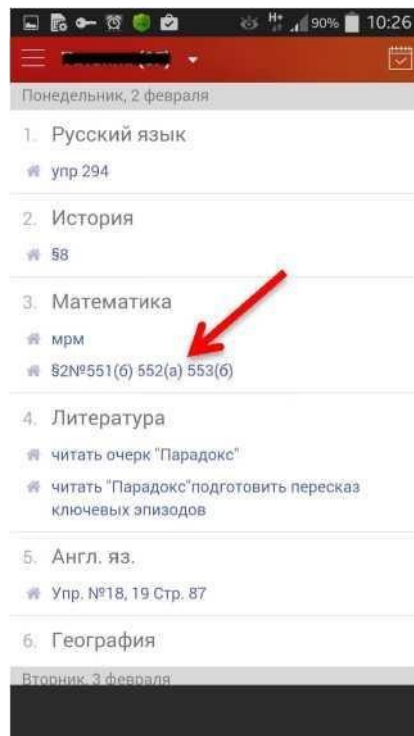 H+ 90% 10:26
Понедельник, 2 февраля
1. Русский язык
упр 294
2. История
§8
3. Математика
мрм
§2№551(б) 552(а) 553(б)
4. Литература
читать очерк "Парадокс"
читать "Парадокс"подготовить пересказ
ключевых эпизодов
5. Англ. яз.
Упр. №18, 19 Стр. 87
6. География
Вторник, 3 февраля